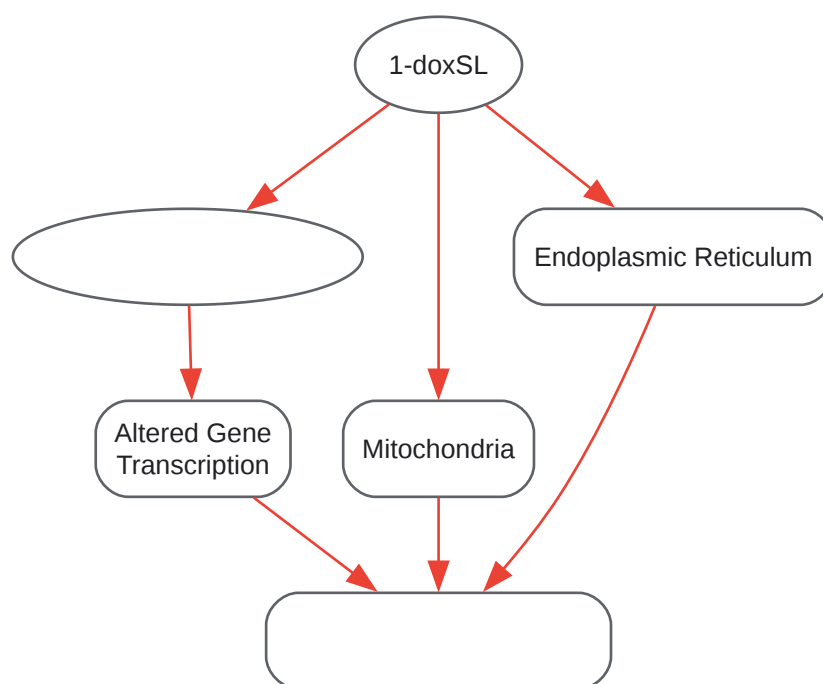 1-doxSL
Endoplasmic Reticulum
Altered Gene
Transcription
Mitochondria